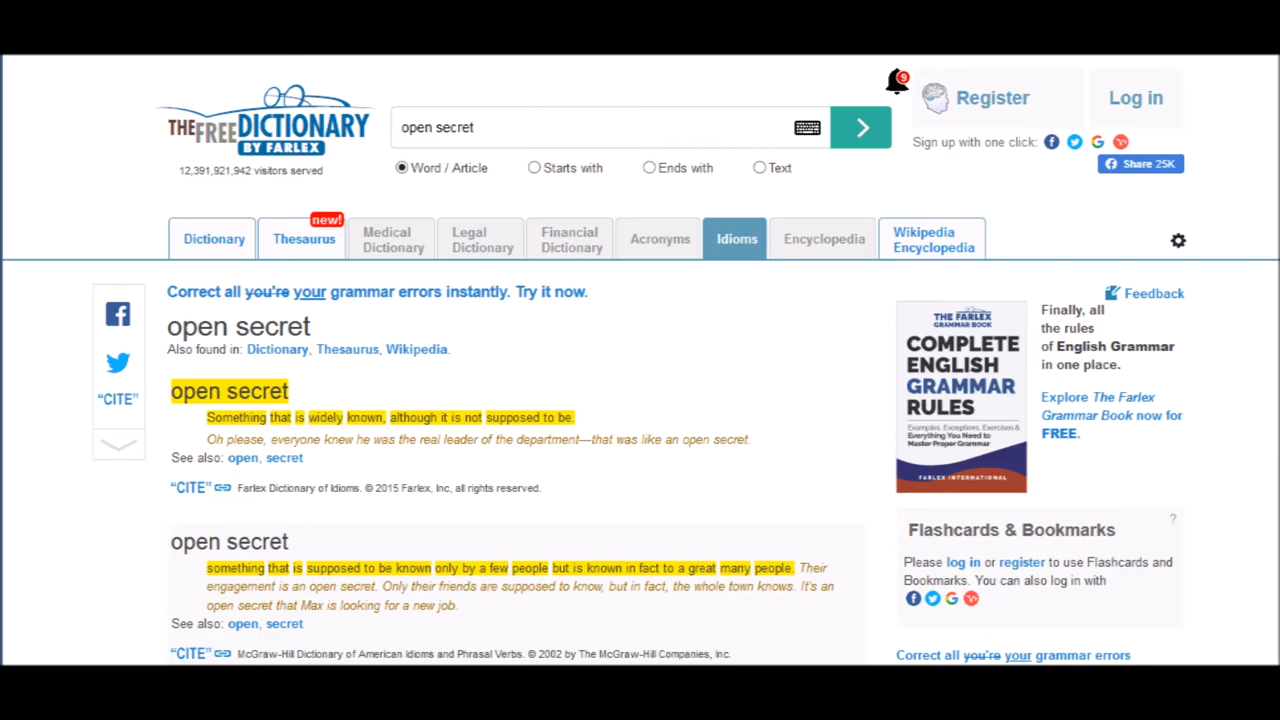 9
Register
Log in
THEFREEDICTIONARY
BY FARLEX
open secret
Sign up with one click:
12,391,921,942 visitors served
Word / Article Starts with Ends with Text
Share 25K
new!
Dictionary Thesaurus Medical Dictionary Legal Dictionary Financial Dictionary Acronyms Idioms Encyclopedia Wikipedia Encyclopedia
Correct all you're your grammar errors instantly. Try it now.
open secret
Also found in: Dictionary, Thesaurus, Wikipedia.
"CITE"
open secret
Something that is widely known, although it is not supposed to be.
Oh please, everyone knew he was the real leader of the department—that was like an open secret.
See also: open, secret
"CITE" Farlex Dictionary of Idioms. © 2015 Farlex, Inc, all rights reserved.
open secret
something that is supposed to be known only by a few people but is known in fact to a great many people. Their
engagement is an open secret. Only their friends are supposed to know, but in fact, the whole town knows. It's an
open secret that Max is looking for a new job.
See also: open, secret
"CITE" McGraw-Hill Dictionary of American Idioms and Phrasal Verbs. © 2002 by The McGraw-Hill Companies, Inc.
Feedback
THE FARLEX
GRAMMAR BOOK
COMPLETE
ENGLISH
GRAMMAR
RULES
Examples, Exceptions, Exercises &
Everything You Need to
Master Proper Grammar
FARLEX INTERNATIONAL
Finally, all
the rules
of English Grammar
in one place.
Explore The Farlex
Grammar Book now for
FREE.
?
Flashcards & Bookmarks
Please log in or register to use Flashcards and
Bookmarks. You can also log in with
Correct all you're your grammar errors